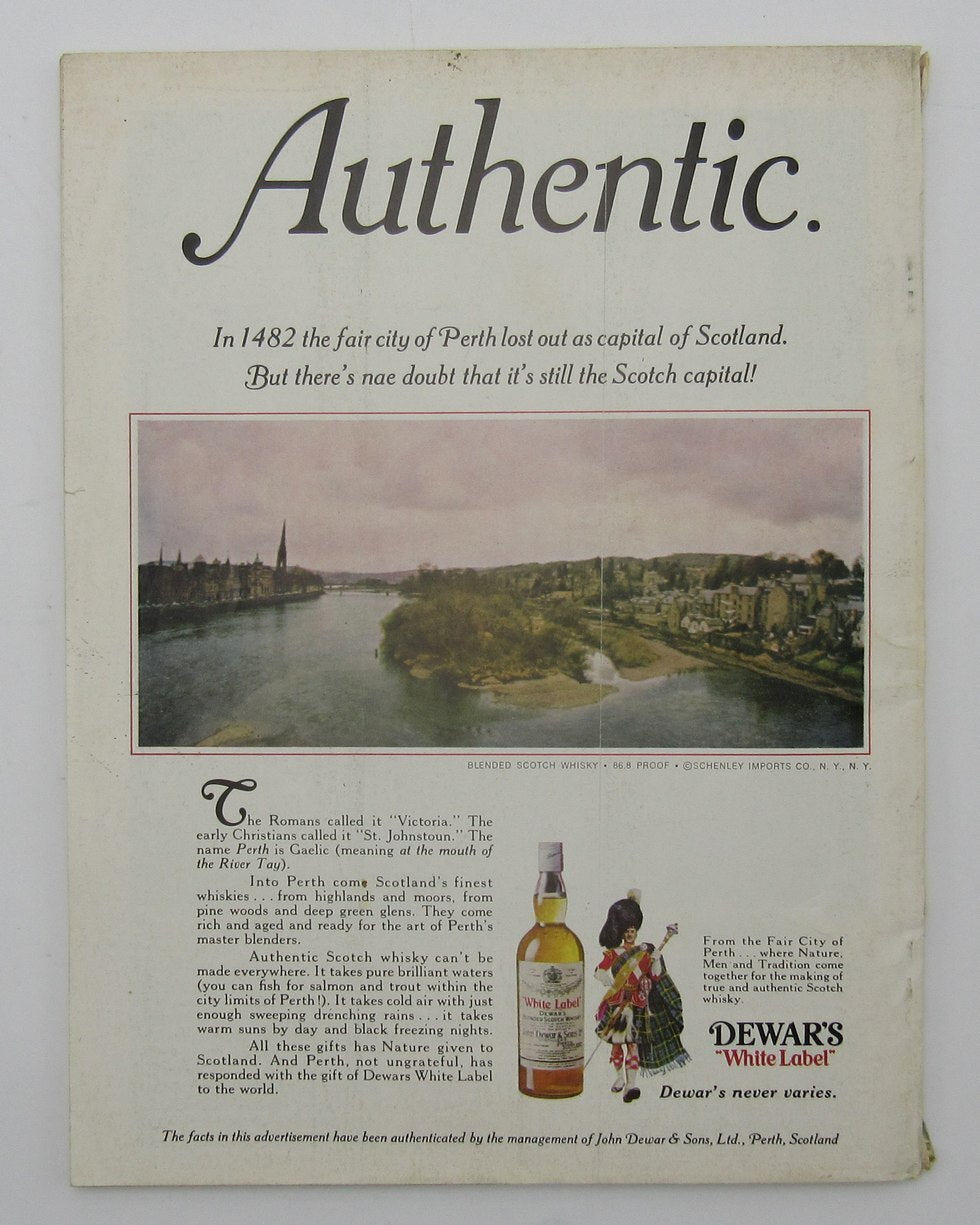 Authentic.
In 1482 the fair city of Perth lost out as capital of Scotland.
But there's nae doubt that it's still the Scotch capital!
BLENDED SCOTCH WHISKY • 86.8 PROOF • ©SCHENLEY IMPORTS CO., N. Y., N. Y.
The Romans called it "Victoria." The
early Christians called it "St. Johnstoun." The
name Perth is Gaelic (meaning at the mouth of
the River Tay).
Into Perth come Scotland's finest
whiskies . . . from highlands and moors, from
pine woods and deep green glens. They come
rich and aged and ready for the art of Perth's
master blenders.
Authentic Scotch whisky can't be
made everywhere. It takes pure brilliant waters
(you can fish for salmon and trout within the
city limits of Perth!). It takes cold air with just
enough sweeping drenching rains . . . it takes
warm suns by day and black freezing nights.
All these gifts has Nature given to
Scotland. And Perth, not ungrateful, has
responded with the gift of Dewars White Label
to the world.
"White Label"
DEWAR'S
BLENDED SCOTCH WHISKY
John Dewar & Sons Ltd
Perth
From the Fair City of
Perth . . . where Nature,
Men and Tradition come
together for the making of
true and authentic Scotch
whisky.
DEWAR'S
"White Label"
Dewar's never varies.
The facts in this advertisement have been authenticated by the management of John Dewar & Sons, Ltd., Perth, Scotland